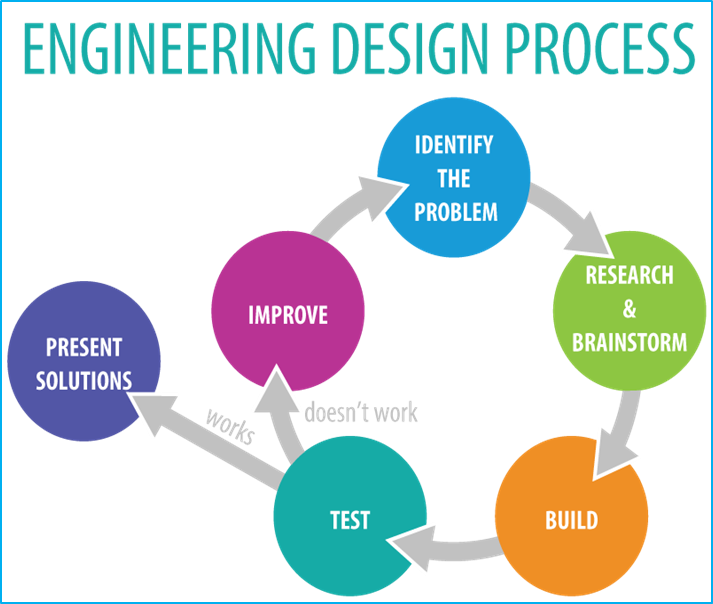 ENGINEERING DESIGN PROCESS
IDENTIFY
THE
PROBLEM
RESEARCH
&
BRAINSTORM
BUILD
TEST
works
doesn't work
IMPROVE
PRESENT
SOLUTIONS